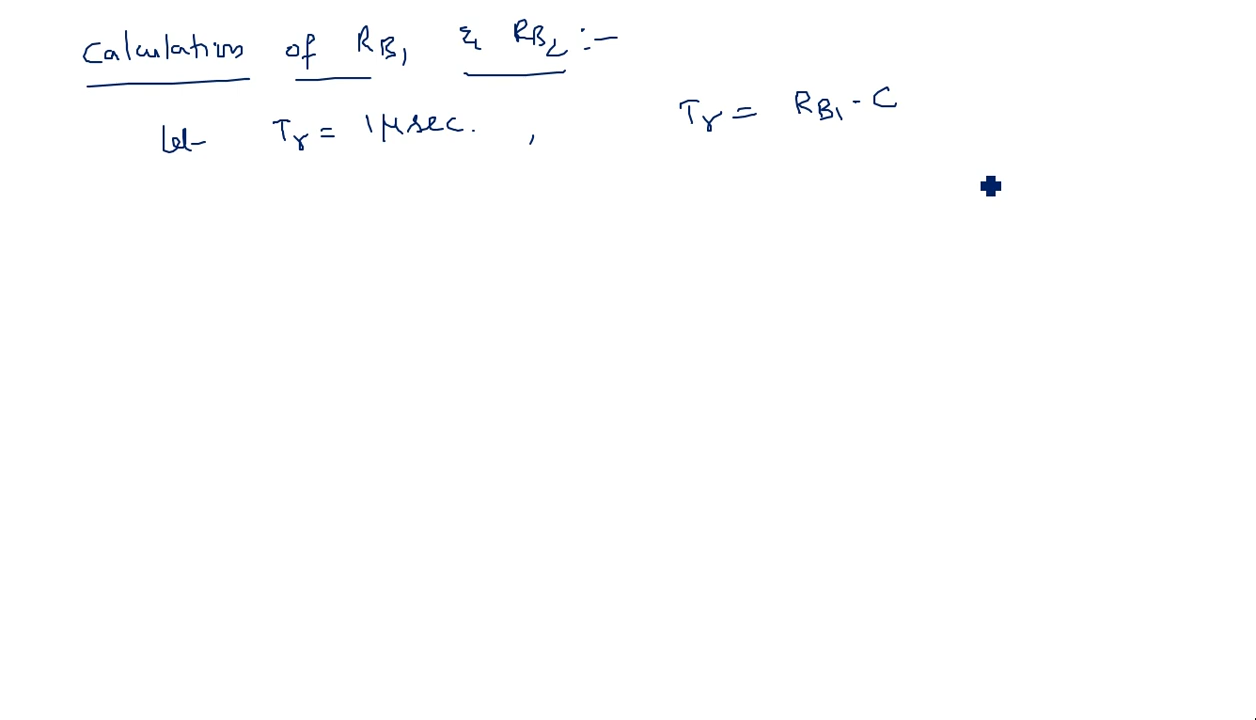 Calculation of RB1 & RB2 :-
let Tr = 1μsec. , Tr = RB1 . C